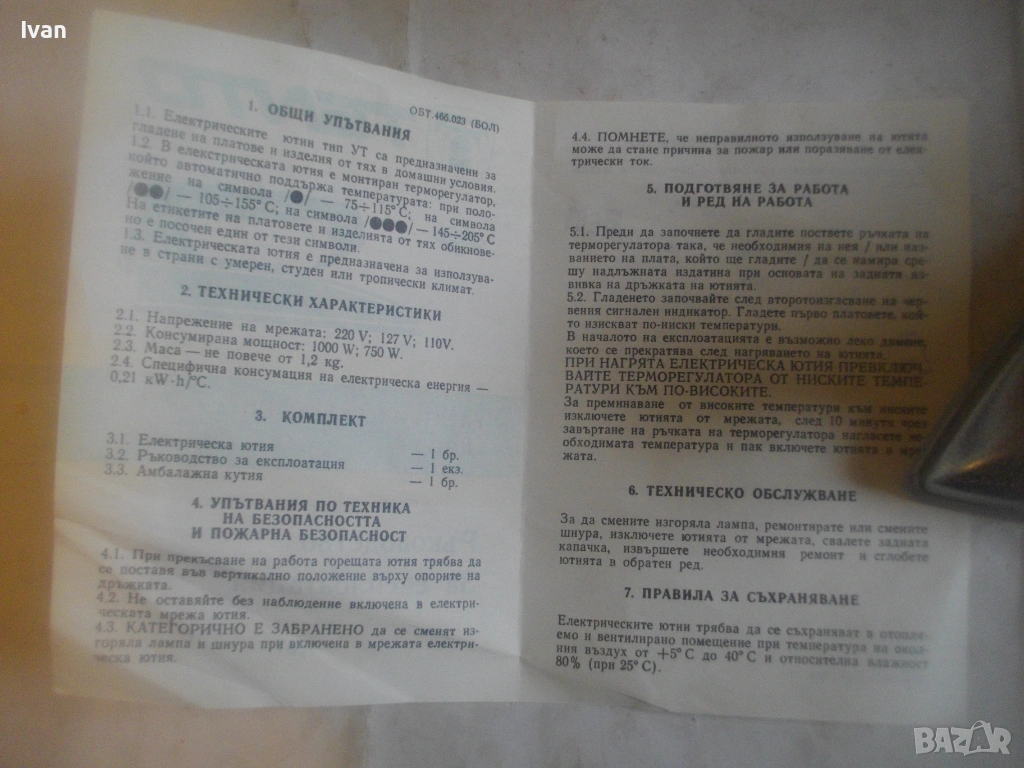 Ivan
ОБТ.466.023 (БОЛ)
1. ОБЩИ УПЪТВАНИЯ
1.1. Електрическите ютии тип УТ са предназначени за
гладене на платове и изделия от тях в домашни условия.
1.2. В електрическата ютия е монтиран терморегулатор,
който автоматично поддържа температурата: при поло-
жение на символа /●/ — 75÷115°C; на символа
/●●/ — 105÷155°C; на символа /●●●/ — 145÷205°C
На етикетите на платовете и изделията от тях обикнове-
но е посочен един от тези символи.
1.3. Електрическата ютия е предназначена за използува-
не в страни с умерен, студен или тропически климат.
2. ТЕХНИЧЕСКИ ХАРАКТЕРИСТИКИ
2.1. Напрежение на мрежата; 220 V; 127 V; 110V.
2.2. Консумирана мощност: 1000 W; 750 W.
2.3. Маса — не повече от 1,2 kg.
2.4. Специфична консумация на електрическа енергия —
0,21 kW·h/°C.
3. КОМПЛЕКТ
3.1. Електрическа ютия — 1 бр.
3.2. Ръководство за експлоатация — 1 екз.
3.3. Амбалажна кутия — 1 бр.
4. УПЪТВАНИЯ ПО ТЕХНИКА
НА БЕЗОПАСНОСТТА
И ПОЖАРНА БЕЗОПАСНОСТ
4.1. При прекъсване на работа горещата ютия трябва да
се поставя във вертикално положение върху опорите на
дръжката.
4.2. Не оставяйте без наблюдение включена в електри-
ческата мрежа ютия.
4.3. КАТЕГОРИЧНО Е ЗАБРАНЕНО да се сменят из-
горяла лампа и шнура при включена в мрежата електри-
ческа ютия.
4.4. ПОМНЕТЕ, че неправилното използуване на ютията
може да стане причина за пожар или поразяване от елек-
трически ток.
5. ПОДГОТВЯНЕ ЗА РАБОТА
И РЕД НА РАБОТА
5.1. Преди да започнете да гладите поствете ръчката на
терморегулатора така, че необходимия на нея / или наз-
ванието на плата, който ще гладите / да се намира сре-
шу надлъжната издатина при основата на задната из-
вивка на дръжката на ютията.
5.2. Гладенето започвайте след второтоизгасване на чер-
вения сигнален индикатор. Гладете първо платовете, кой-
то изискват по-ниски температури.
В началото на експлоатацията е възможно леко димене,
което се прекратява след нагряването на ютията.
ПРИ НАГРЯТА ЕЛЕКТРИЧЕСКА ЮТИЯ ПРЕВКЛЮЧ-
ВАЙТЕ ТЕРМОРЕГУЛАТОРА ОТ НИСКИТЕ ТЕМПЕ-
РАТУРИ КЪМ ПО-ВИСОКИТЕ.
За преминаване от високите температури към ниските
изключете ютията от мрежата, след 10 минути чрез
завъртане на ръчката на терморегулатора нагласете не-
обходимата температура и пак включете ютията в мре-
жата.
6. ТЕХНИЧЕСКО ОБСЛУЖВАНЕ
За да смените изгоряла лампа, ремонтирате или смените
шнура, изключете ютията от мрежата, свалете задната
капачка, извършете необходимия ремонт и сглобете
ютията в обратен ред.
7. ПРАВИЛА ЗА СЪХРАНЯВАНЕ
Електрическите ютии трябва да се съхраняват в отопля-
емо и вентилирано помещение при температура на окол-
ния въздух от +5°C до 40°C и относителна влажност
80% (при 25°C).
BAZAR